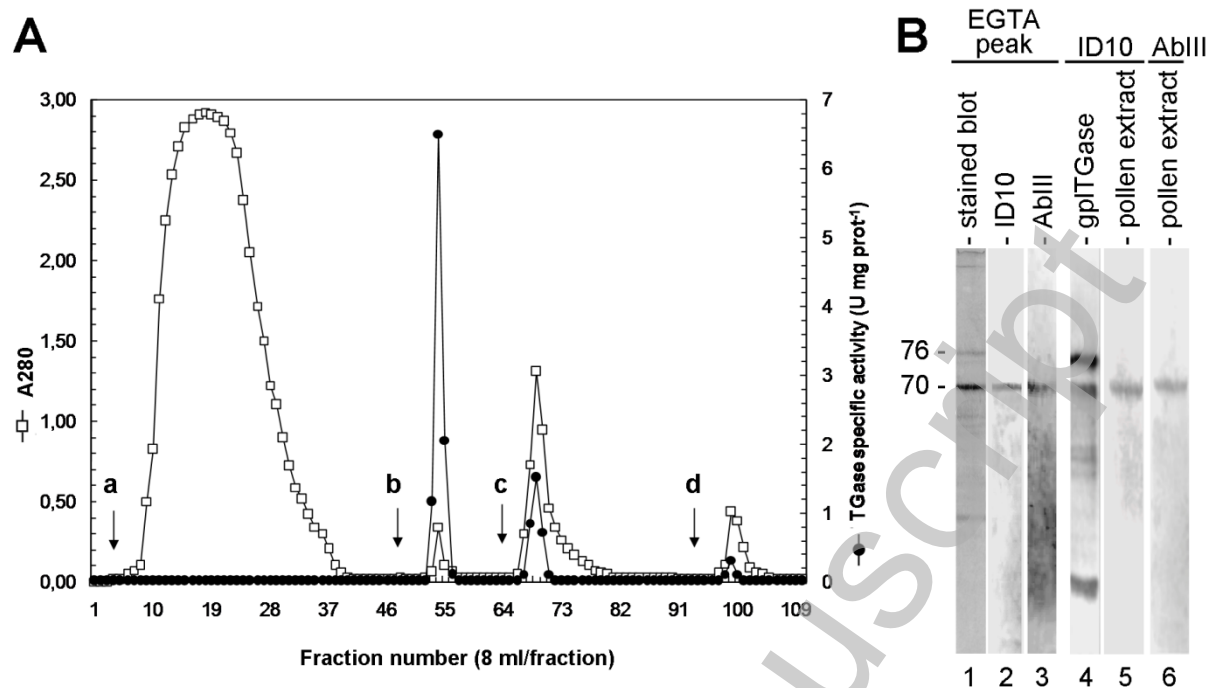 A
3,00
2,50
2,00
1,50
1,00
0,50
0,00
A280
a
b
c
d
7
6
5
4
3
2
1
0
TGase specific activity (U mg prot-¹)
1 10 19 28 37 46 55 64 73 82 91 100 109
Fraction number (8 ml/fraction)
B
EGTA
peak
ID10
AbIII
- stained blot
- ID10
- AbIII
- gplTGase
- pollen extract
- pollen extract
76 -
70 -
1 2 3 4 5 6
uscript